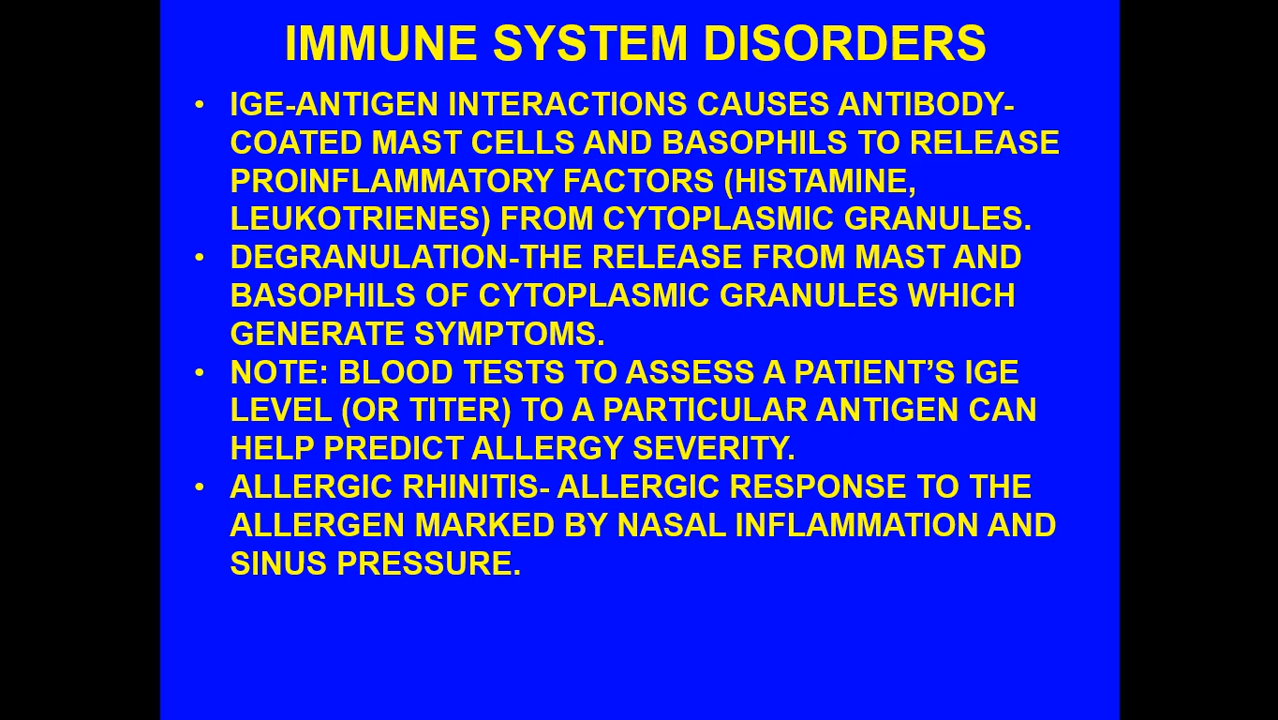 IMMUNE SYSTEM DISORDERS
• IGE-ANTIGEN INTERACTIONS CAUSES ANTIBODY-
COATED MAST CELLS AND BASOPHILS TO RELEASE
PROINFLAMMATORY FACTORS (HISTAMINE,
LEUKOTRIENES) FROM CYTOPLASMIC GRANULES.
• DEGRANULATION-THE RELEASE FROM MAST AND
BASOPHILS OF CYTOPLASMIC GRANULES WHICH
GENERATE SYMPTOMS.
• NOTE: BLOOD TESTS TO ASSESS A PATIENT’S IGE
LEVEL (OR TITER) TO A PARTICULAR ANTIGEN CAN
HELP PREDICT ALLERGY SEVERITY.
• ALLERGIC RHINITIS- ALLERGIC RESPONSE TO THE
ALLERGEN MARKED BY NASAL INFLAMMATION AND
SINUS PRESSURE.